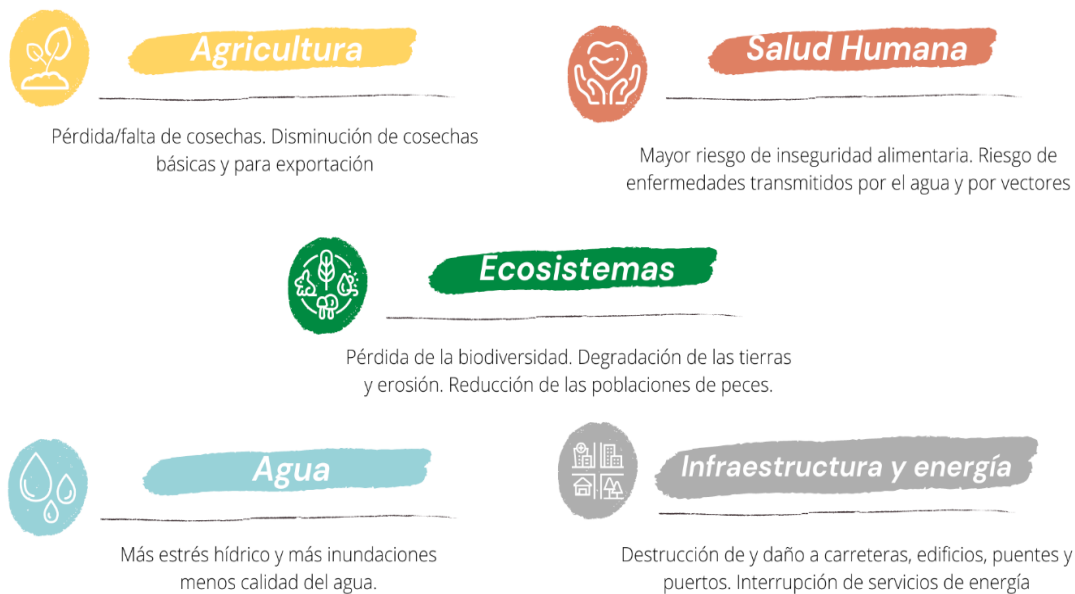 Agricultura
Pérdida/falta de cosechas. Disminución de cosechas
básicas y para exportación
Salud Humana
Mayor riesgo de inseguridad alimentaria. Riesgo de
enfermedades transmitidos por el agua y por vectores
Ecosistemas
Pérdida de la biodiversidad. Degradación de las tierras
y erosión. Reducción de las poblaciones de peces.
Agua
Más estrés hídrico y más inundaciones
menos calidad del agua.
Infraestructura y energía
Destrucción de y daño a carreteras, edificios, puentes y
puertos. Interrupción de servicios de energía